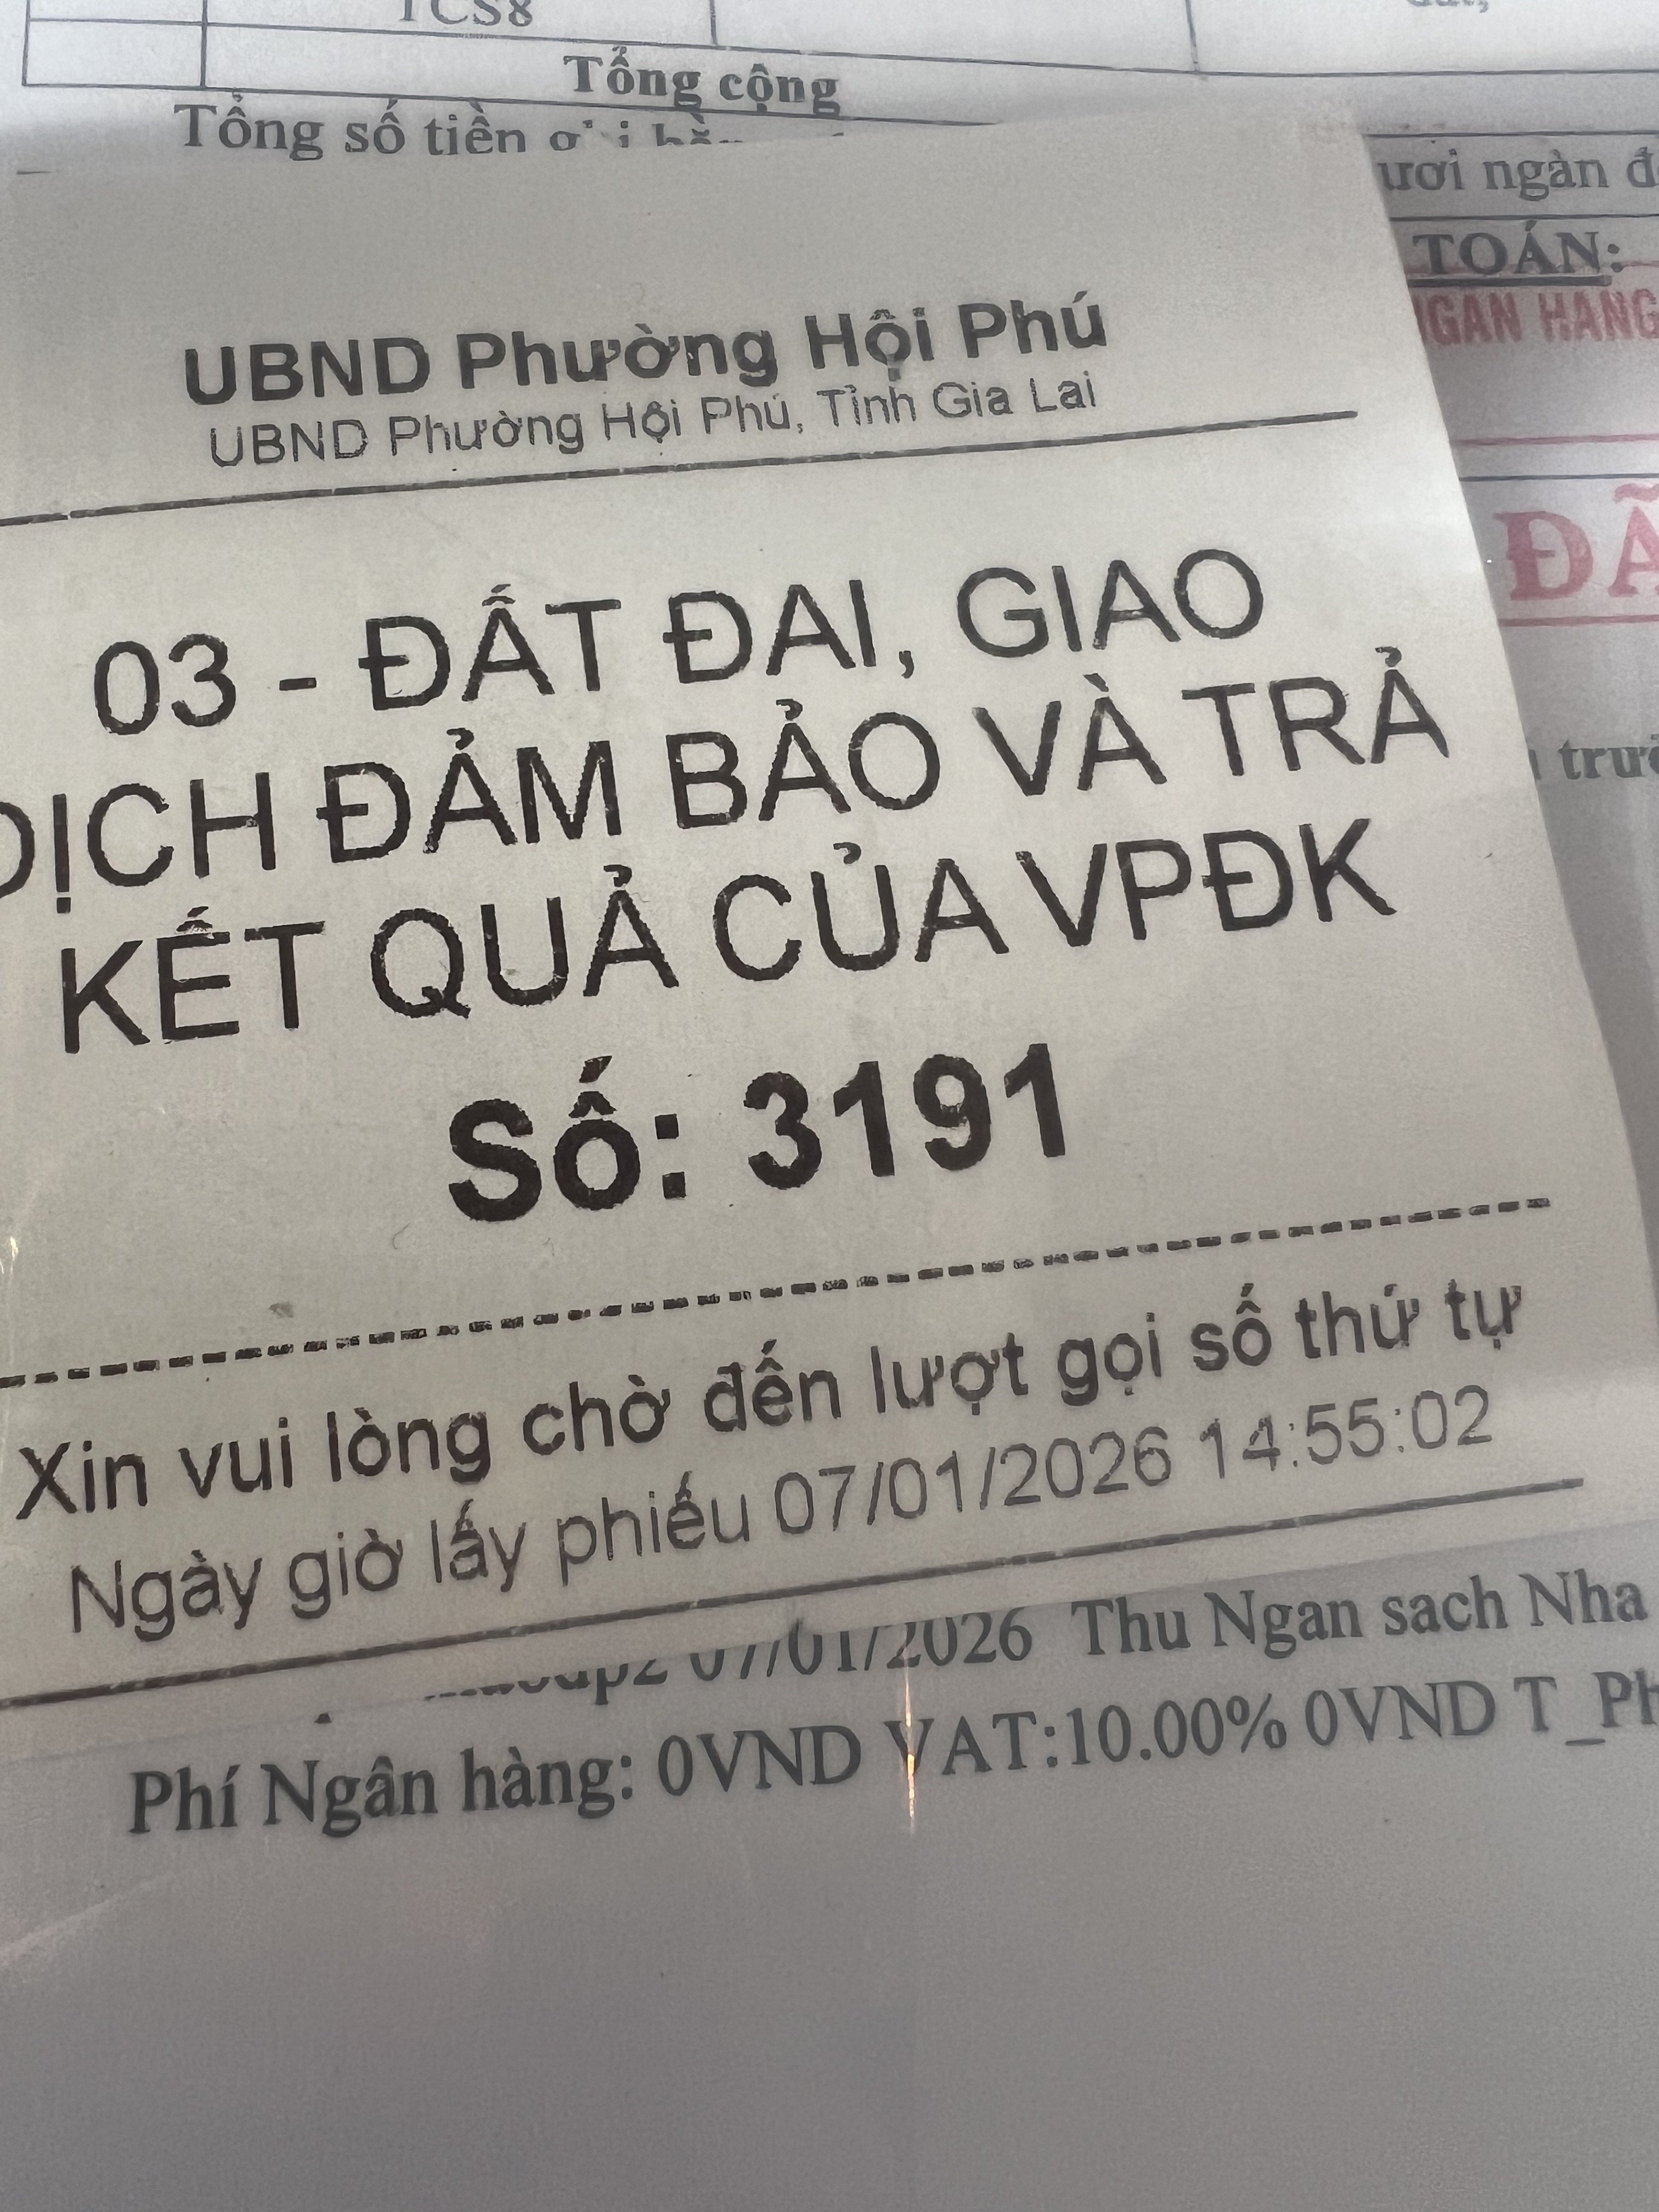 TCS8
Tổng cộng
Tổng số tiền
ươi ngàn
TOÁN:
NGAN HANG
UBND Phường Hội Phú
UBND Phường Hội Phú, Tỉnh Gia Lai
ĐÃ
03 - ĐẤT ĐAI, GIAO
DỊCH ĐẢM BẢO VÀ TRẢ
KẾT QUẢ CỦA VPĐK
Số: 3191
Xin vui lòng chờ đến lượt gọi số thứ tự
Ngày giờ lấy phiếu 07/01/2026 14:55:02
07/01/2026 Thu Ngan sach Nha
Phí Ngân hàng: 0VND VAT:10.00% 0VND